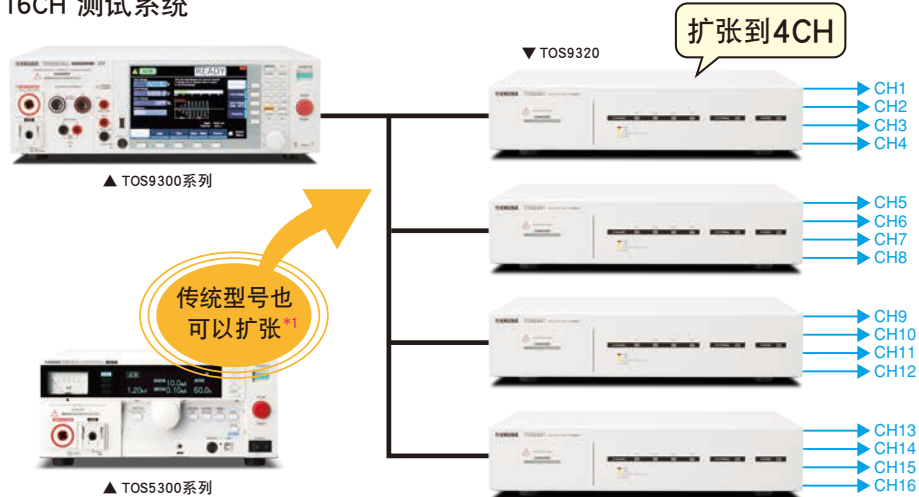 16CH 测试系统
扩张到4CH
▼ TOS9320
READY
▲ TOS9300系列
CH1
CH2
CH3
CH4
CH5
CH6
CH7
CH8
传统型号也
可以扩张*1
CH9
CH10
CH11
CH12
▲ TOS5300系列
CH13
CH14
CH15
CH16